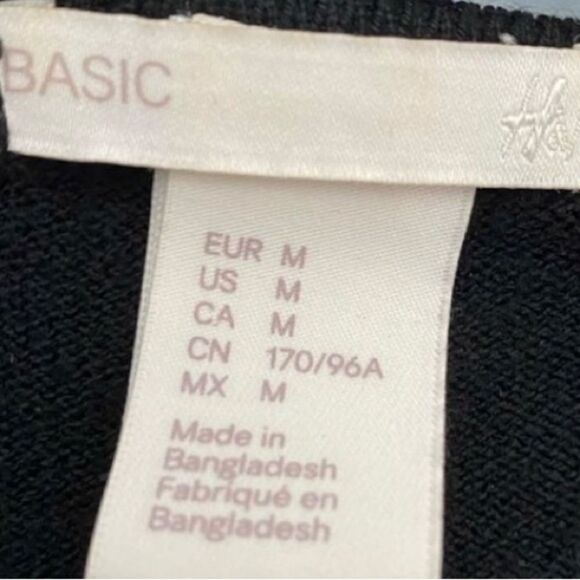 BASIC
EUR M
US M
CA M
CN 170/96A
MX M
Made in
Bangladesh
Fabriqué en
Bangladesh